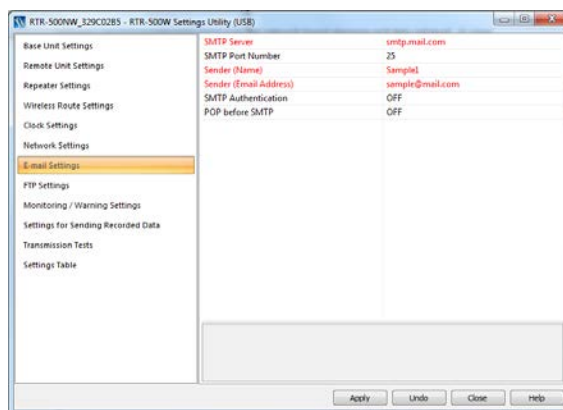 RTR-500NW_329C02B5 - RTR-500W Settings Utility (USB)
Base Unit Settings
Remote Unit Settings
Repeater Settings
Wireless Route Settings
Clock Settings
Network Settings
E-mail Settings
FTP Settings
Monitoring / Warning Settings
Settings for Sending Recorded Data
Transmission Tests
Settings Table
SMTP Server smtp.mail.com
SMTP Port Number 25
Sender (Name) Sample1
Sender (Email Address) sample@mail.com
SMTP Authentication OFF
POP before SMTP OFF
Apply Undo Close Help